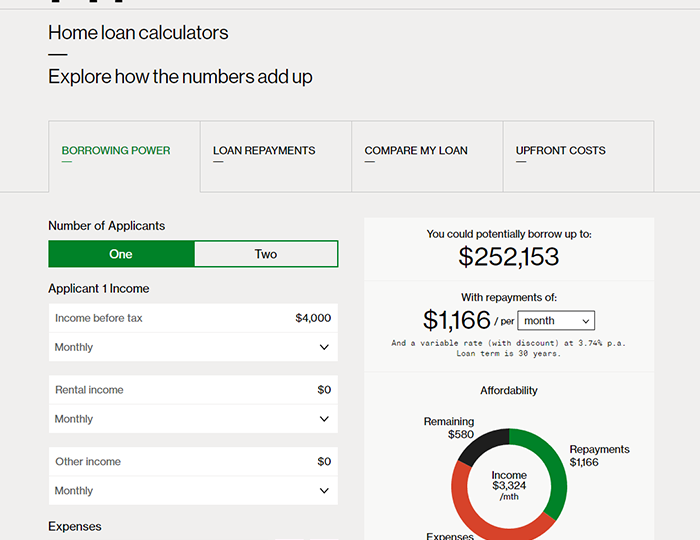 Home loan calculators
Explore how the numbers add up
BORROWING POWER
LOAN REPAYMENTS
COMPARE MY LOAN
UPFRONT COSTS
Number of Applicants
One
Two
Applicant 1 Income
Income before tax $4,000
Monthly
Rental income $0
Monthly
Other income $0
Monthly
Expenses
You could potentially borrow up to:
$252,153
With repayments of:
$1,166 / per month
And a variable rate (with discount) at 3.74% p.a.
Loan term is 30 years.
Affordability
Remaining
$580
Repayments
$1,166
Income
$3,324
/mth
Expenses